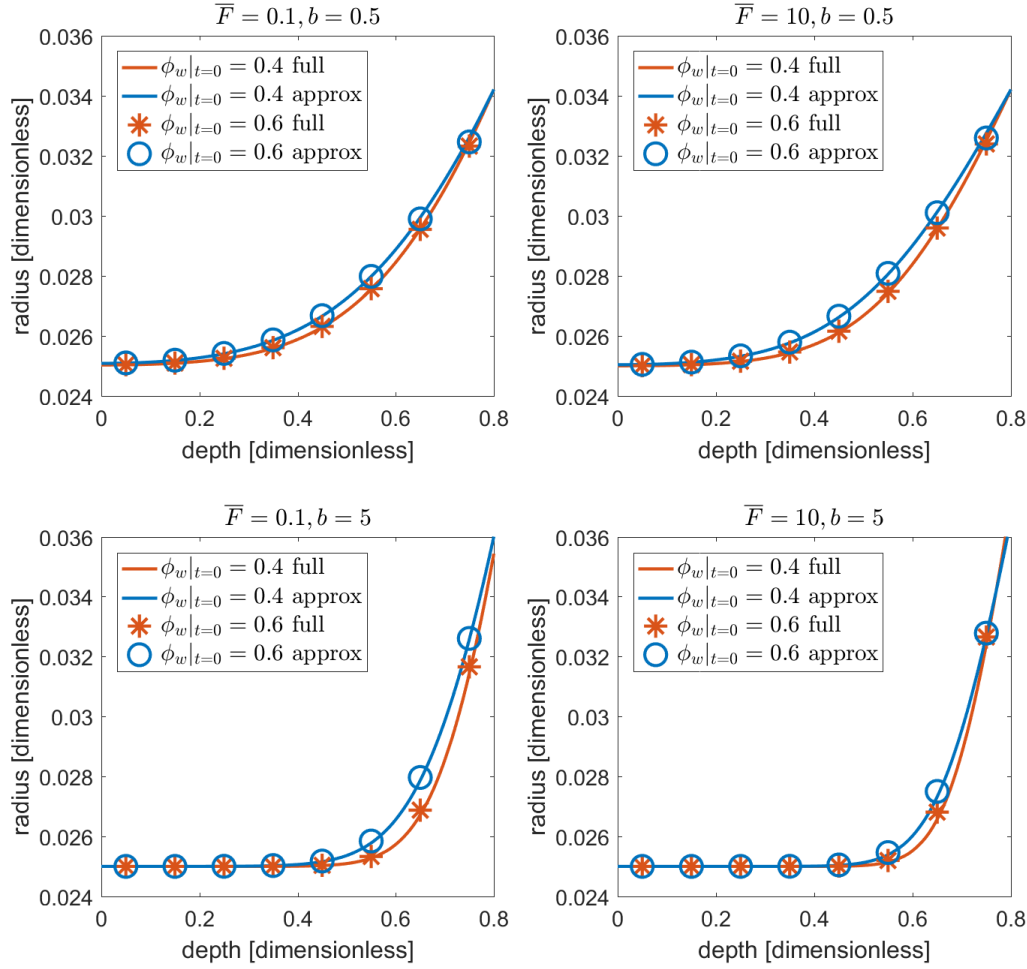 F̅ = 0.1, b = 0.5
0.036
0.034
0.032
0.03
0.028
0.026
0.024
radius [dimensionless]
ϕ_w|_{t=0} = 0.4 full
ϕ_w|_{t=0} = 0.4 approx
ϕ_w|_{t=0} = 0.6 full
ϕ_w|_{t=0} = 0.6 approx
0 0.2 0.4 0.6 0.8
depth [dimensionless]
F̅ = 10, b = 0.5
0.036
0.034
0.032
0.03
0.028
0.026
0.024
radius [dimensionless]
ϕ_w|_{t=0} = 0.4 full
ϕ_w|_{t=0} = 0.4 approx
ϕ_w|_{t=0} = 0.6 full
ϕ_w|_{t=0} = 0.6 approx
0 0.2 0.4 0.6 0.8
depth [dimensionless]
F̅ = 0.1, b = 5
0.036
0.034
0.032
0.03
0.028
0.026
0.024
radius [dimensionless]
ϕ_w|_{t=0} = 0.4 full
ϕ_w|_{t=0} = 0.4 approx
ϕ_w|_{t=0} = 0.6 full
ϕ_w|_{t=0} = 0.6 approx
0 0.2 0.4 0.6 0.8
depth [dimensionless]
F̅ = 10, b = 5
0.036
0.034
0.032
0.03
0.028
0.026
0.024
radius [dimensionless]
ϕ_w|_{t=0} = 0.4 full
ϕ_w|_{t=0} = 0.4 approx
ϕ_w|_{t=0} = 0.6 full
ϕ_w|_{t=0} = 0.6 approx
0 0.2 0.4 0.6 0.8
depth [dimensionless]